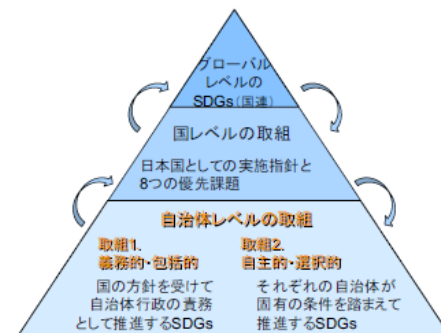 グローバル
レベルの
SDGs(国連)
国レベルの取組
日本国としての実施指針と
8つの優先課題
自治体レベルの取組
取組1.
義務的・包括的
国の方針を受けて
自治体行政の責務
として推進するSDGs
取組2.
自主的・選択的
それぞれの自治体が
固有の条件を踏まえて
推進するSDGs